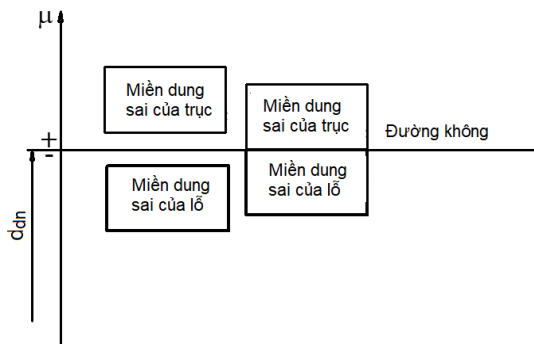 μ
Miền dung
sai của trục
Miền dung
sai của trục
Đường không
+
-
Miền dung
sai của lỗ
Miền dung
sai của lỗ
d dn